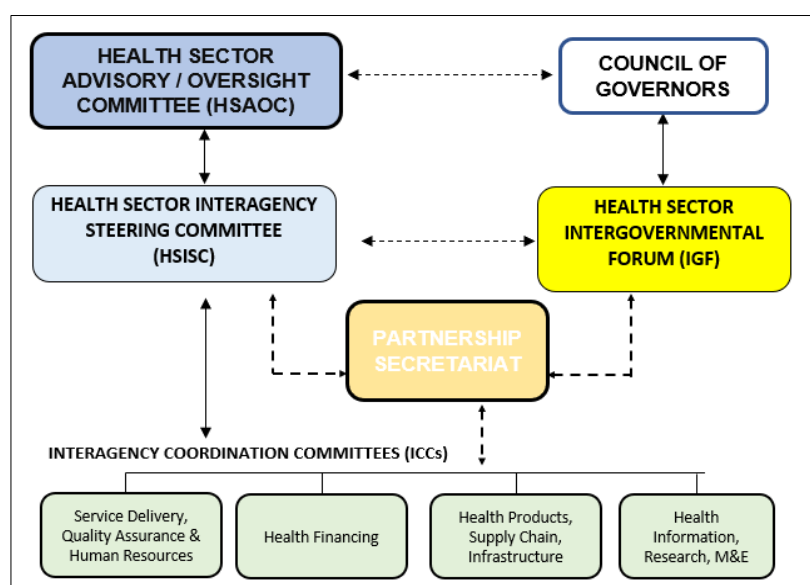 HEALTH SECTOR
ADVISORY / OVERSIGHT
COMMITTEE (HSAOC)
COUNCIL OF
GOVERNORS
HEALTH SECTOR INTERAGENCY
STEERING COMMITTEE
(HSISC)
HEALTH SECTOR
INTERGOVERNMENTAL
FORUM (IGF)
PARTNERSHIP
SECRETARIAT
INTERAGENCY COORDINATION COMMITTEES (ICCs)
Service Delivery,
Quality Assurance &
Human Resources
Health Financing
Health Products,
Supply Chain,
Infrastructure
Health
Information,
Research, M&E